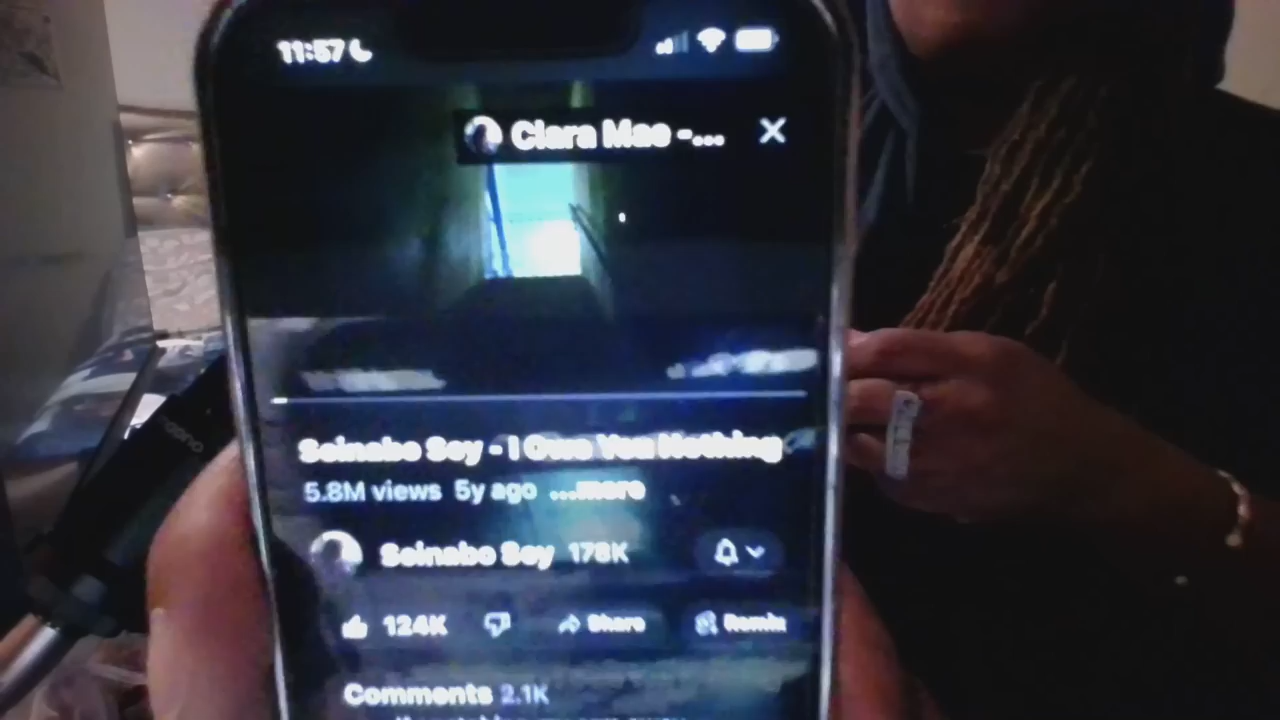 11:57
Clara Mae -...
Seinabo Sey - I Owe You Nothing
5.8M views 5y ago ...more
Seinabo Sey 178K
124K
Share
Remix
Comments 2.1K